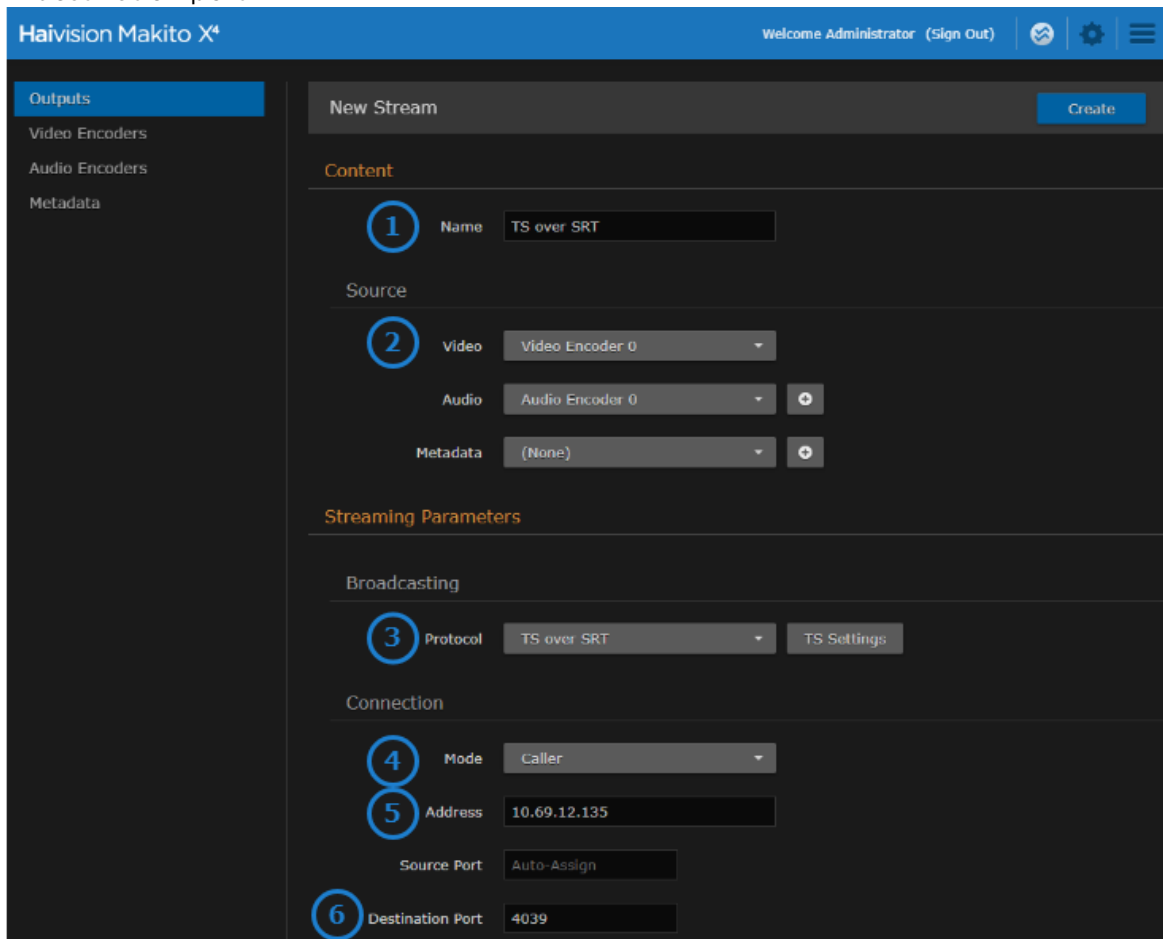 Haivision Makito X⁴
Welcome Administrator (Sign Out)
Outputs
Video Encoders
Audio Encoders
Metadata
New Stream
Create
Content
1 Name TS over SRT
Source
2 Video Video Encoder 0
Audio Audio Encoder 0
Metadata (None)
Streaming Parameters
Broadcasting
3 Protocol TS over SRT TS Settings
Connection
4 Mode Caller
5 Address 10.69.12.135
Source Port Auto-Assign
6 Destination Port 4039